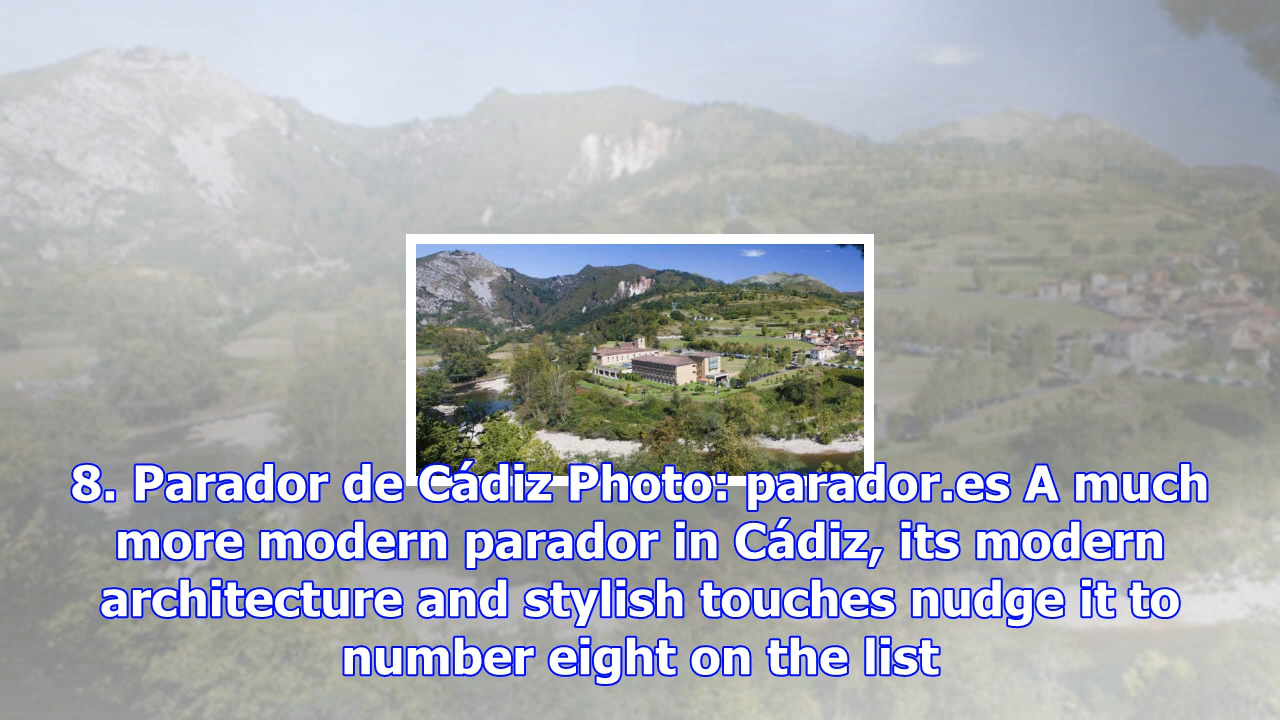 8. Parador de Cádiz Photo: parador.es A much
more modern parador in Cádiz, its modern
architecture and stylish touches nudge it to
number eight on the list